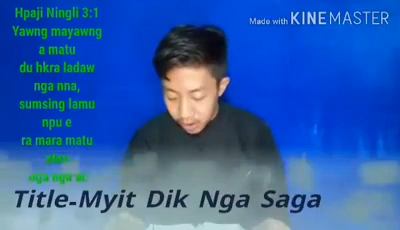 Hpaji Ningli 3:1
Yawng mayawng
a matu
du hkra ladaw
nga nna,
sumsing lamu
npu e
ra mara matu
nga nga ai.
Made with KINEMASTER
Title-Myit Dik Nga Saga